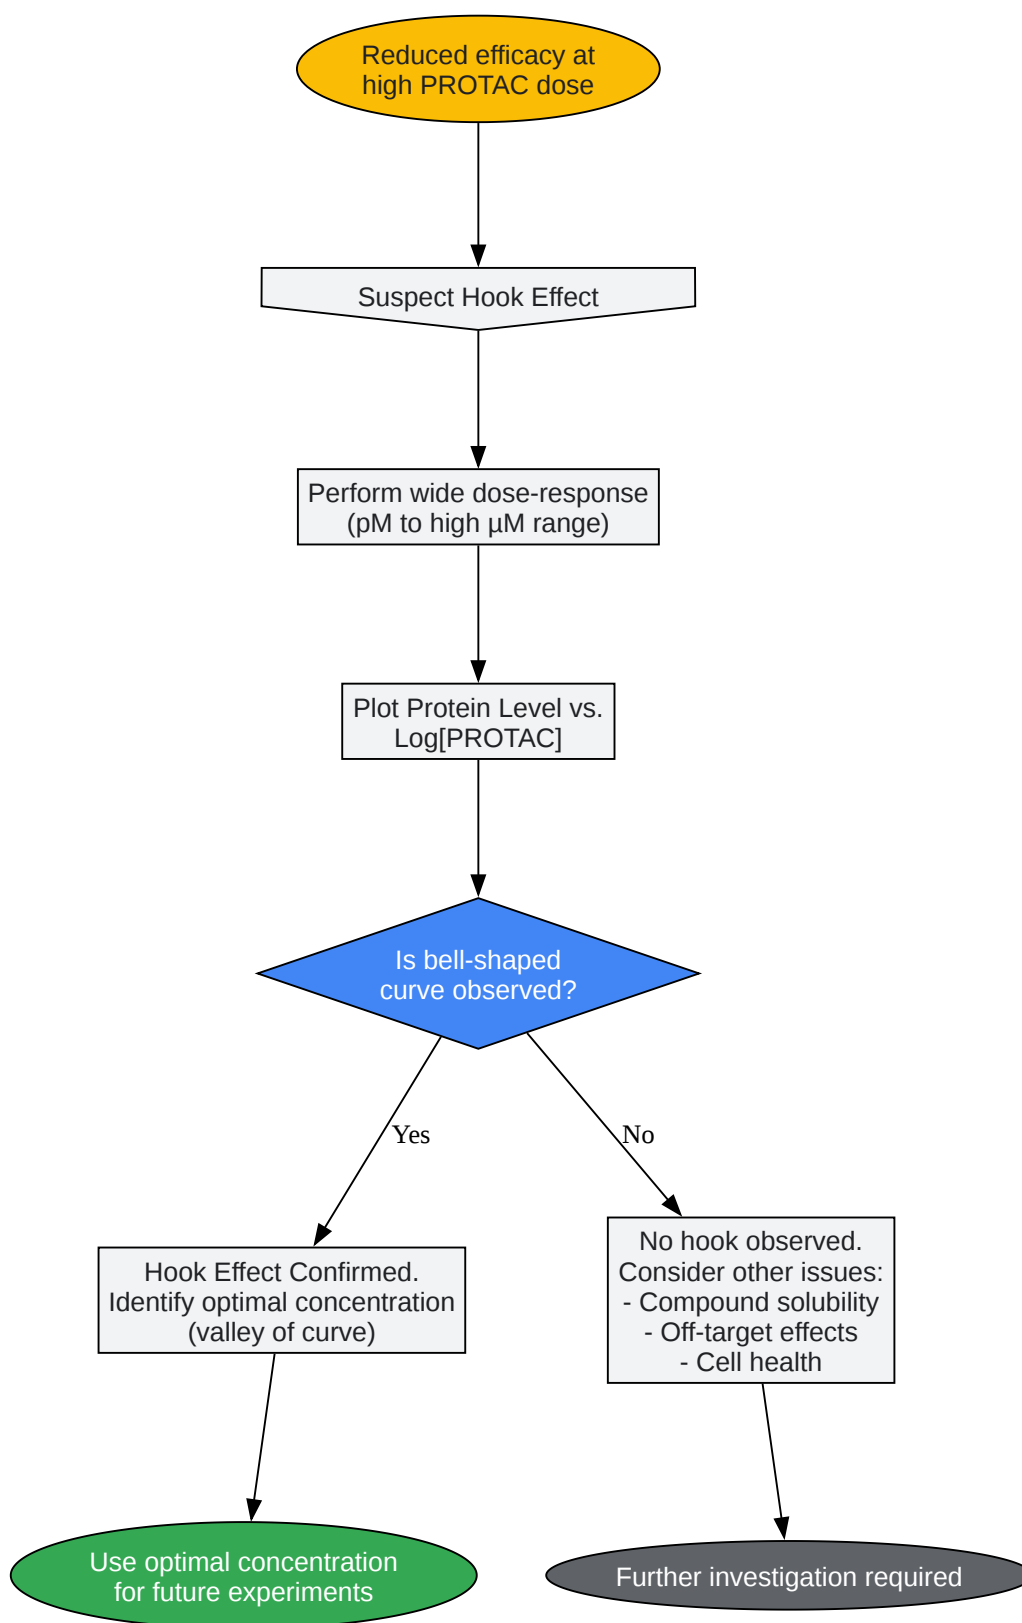 Reduced efficacy at
high PROTAC dose
Suspect Hook Effect
Perform wide dose-response
(pM to high µM range)
Plot Protein Level vs.
Log[PROTAC]
Is bell-shaped
curve observed?
Yes
No
Hook Effect Confirmed.
Identify optimal concentration
(valley of curve)
No hook observed.
Consider other issues:
- Compound solubility
- Off-target effects
- Cell health
Use optimal concentration
for future experiments
Further investigation required